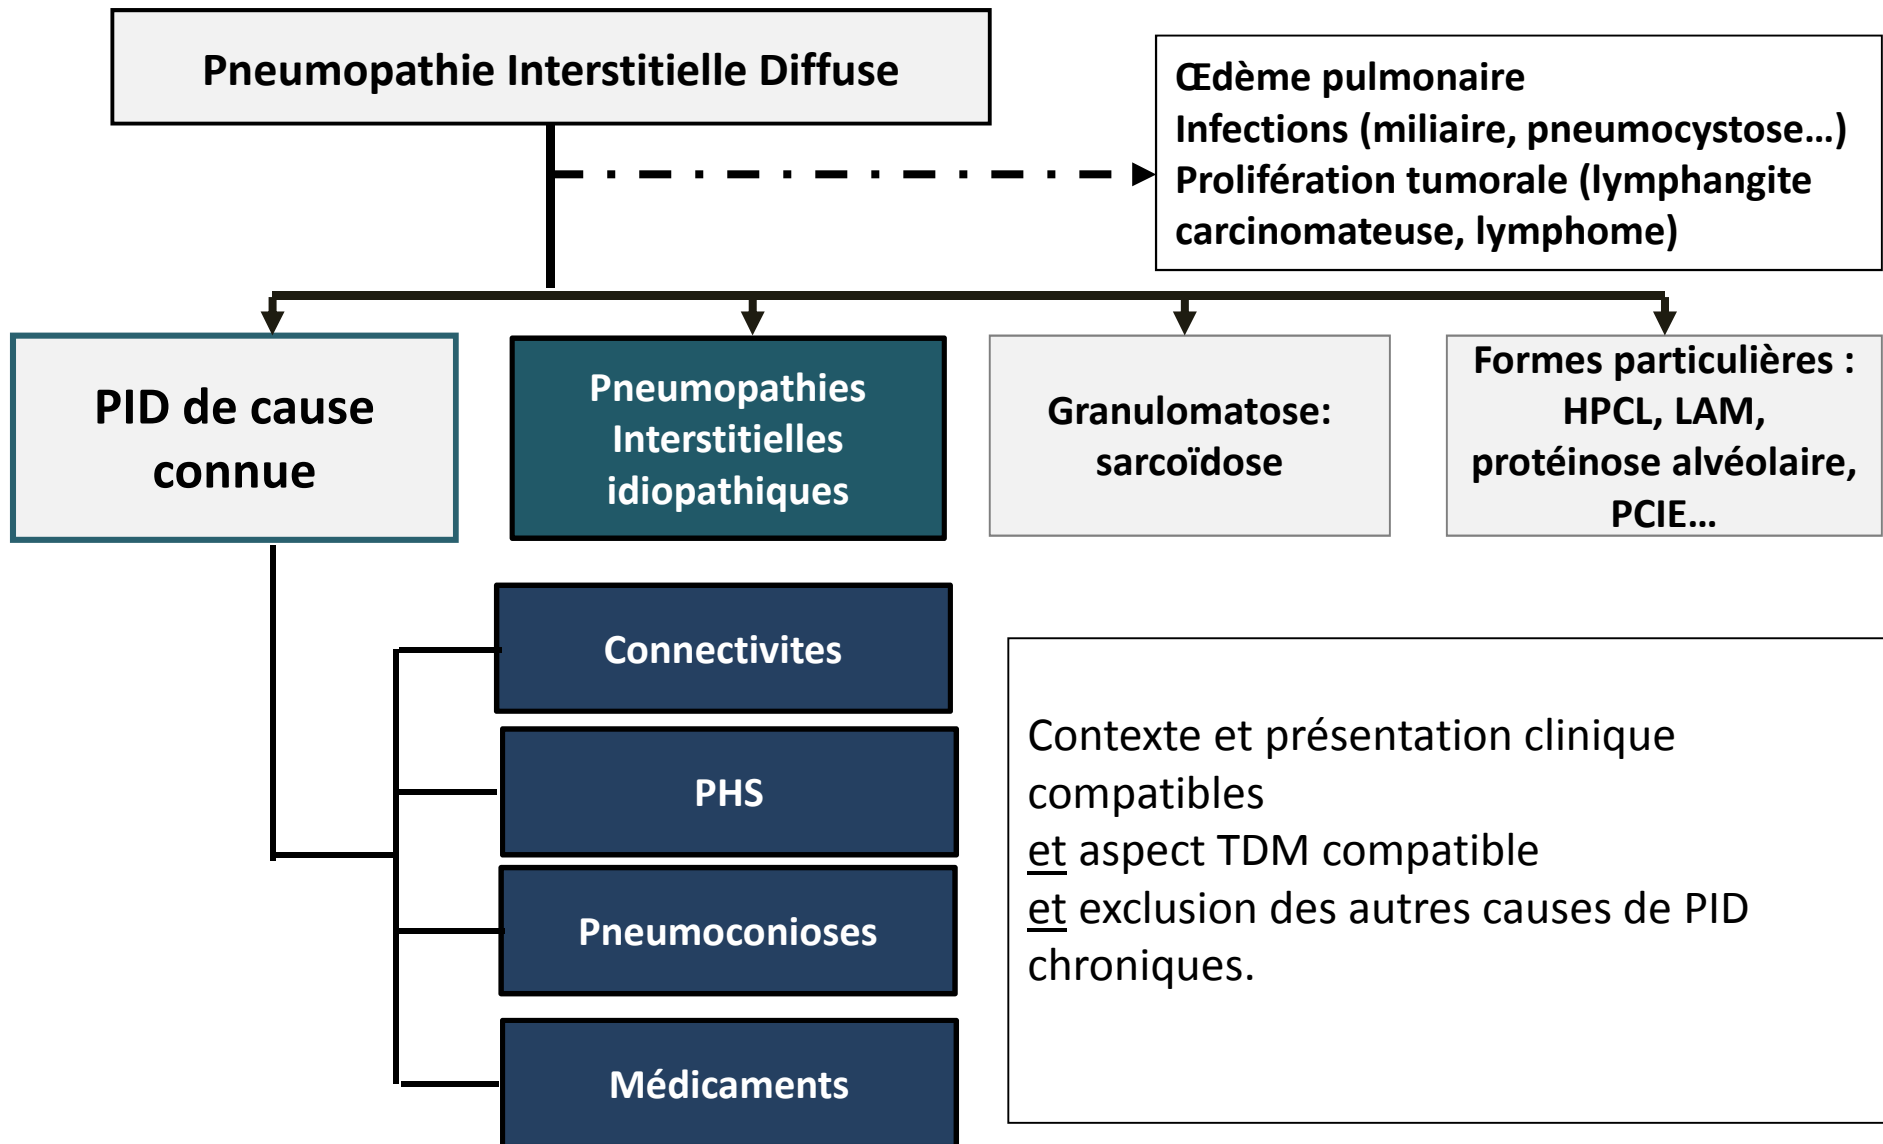 Pneumopathie Interstitielle Diffuse
Œdème pulmonaire
Infections (miliaire, pneumocystose…)
Prolifération tumorale (lymphangite
carcinomateuse, lymphome)
PID de cause
connue
Pneumopathies
Interstitielles
idiopathiques
Granulomatose:
sarcoïdose
Formes particulières :
HPCL, LAM,
protéinose alvéolaire,
PCIE…
Connectivites
PHS
Pneumoconioses
Médicaments
Contexte et présentation clinique
compatibles
et aspect TDM compatible
et exclusion des autres causes de PID
chroniques.